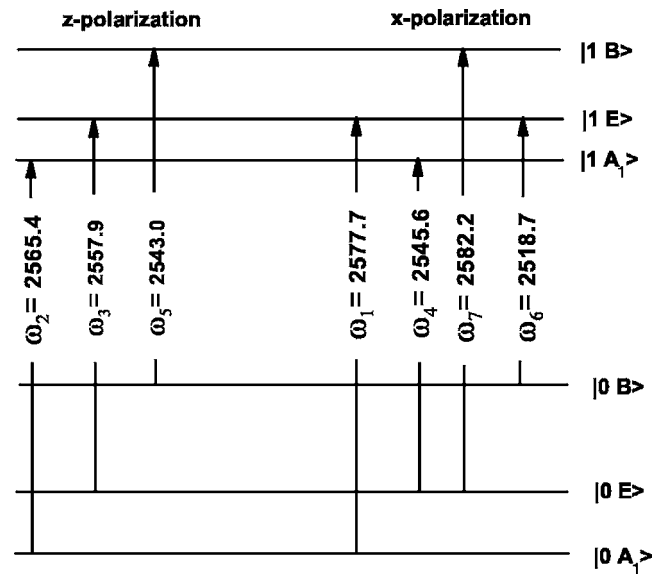 z-polarization x-polarization
|1 B>
|1 E>
|1 A₁>
ω₂= 2565.4
ω₃= 2557.9
ω₅= 2543.0
ω₁= 2577.7
ω₄= 2545.6
ω₇= 2582.2
ω₆= 2518.7
|0 B>
|0 E>
|0 A₁>